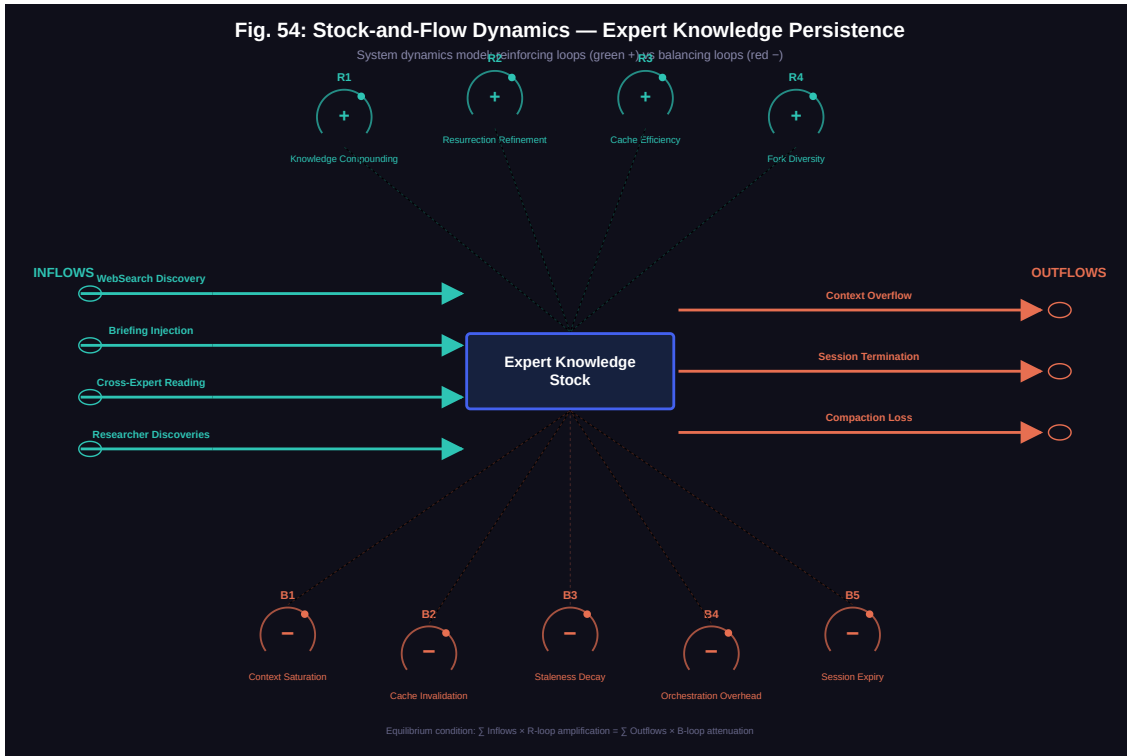 Fig. 54: Stock-and-Flow Dynamics — Expert Knowledge Persistence
System dynamics model: reinforcing loops (green +) vs balancing loops (red −)
R1
R2
R3
R4
+
+
+
+
Knowledge Compounding
Resurrection Refinement
Cache Efficiency
Fork Diversity
INFLOWS
WebSearch Discovery
Briefing Injection
Cross-Expert Reading
Researcher Discoveries
Expert Knowledge
Stock
OUTFLOWS
Context Overflow
Session Termination
Compaction Loss
B1
B2
B3
B4
B5
−
−
−
−
−
Context Saturation
Cache Invalidation
Staleness Decay
Orchestration Overhead
Session Expiry
Equilibrium condition: ∑ Inflows × R-loop amplification = ∑ Outflows × B-loop attenuation